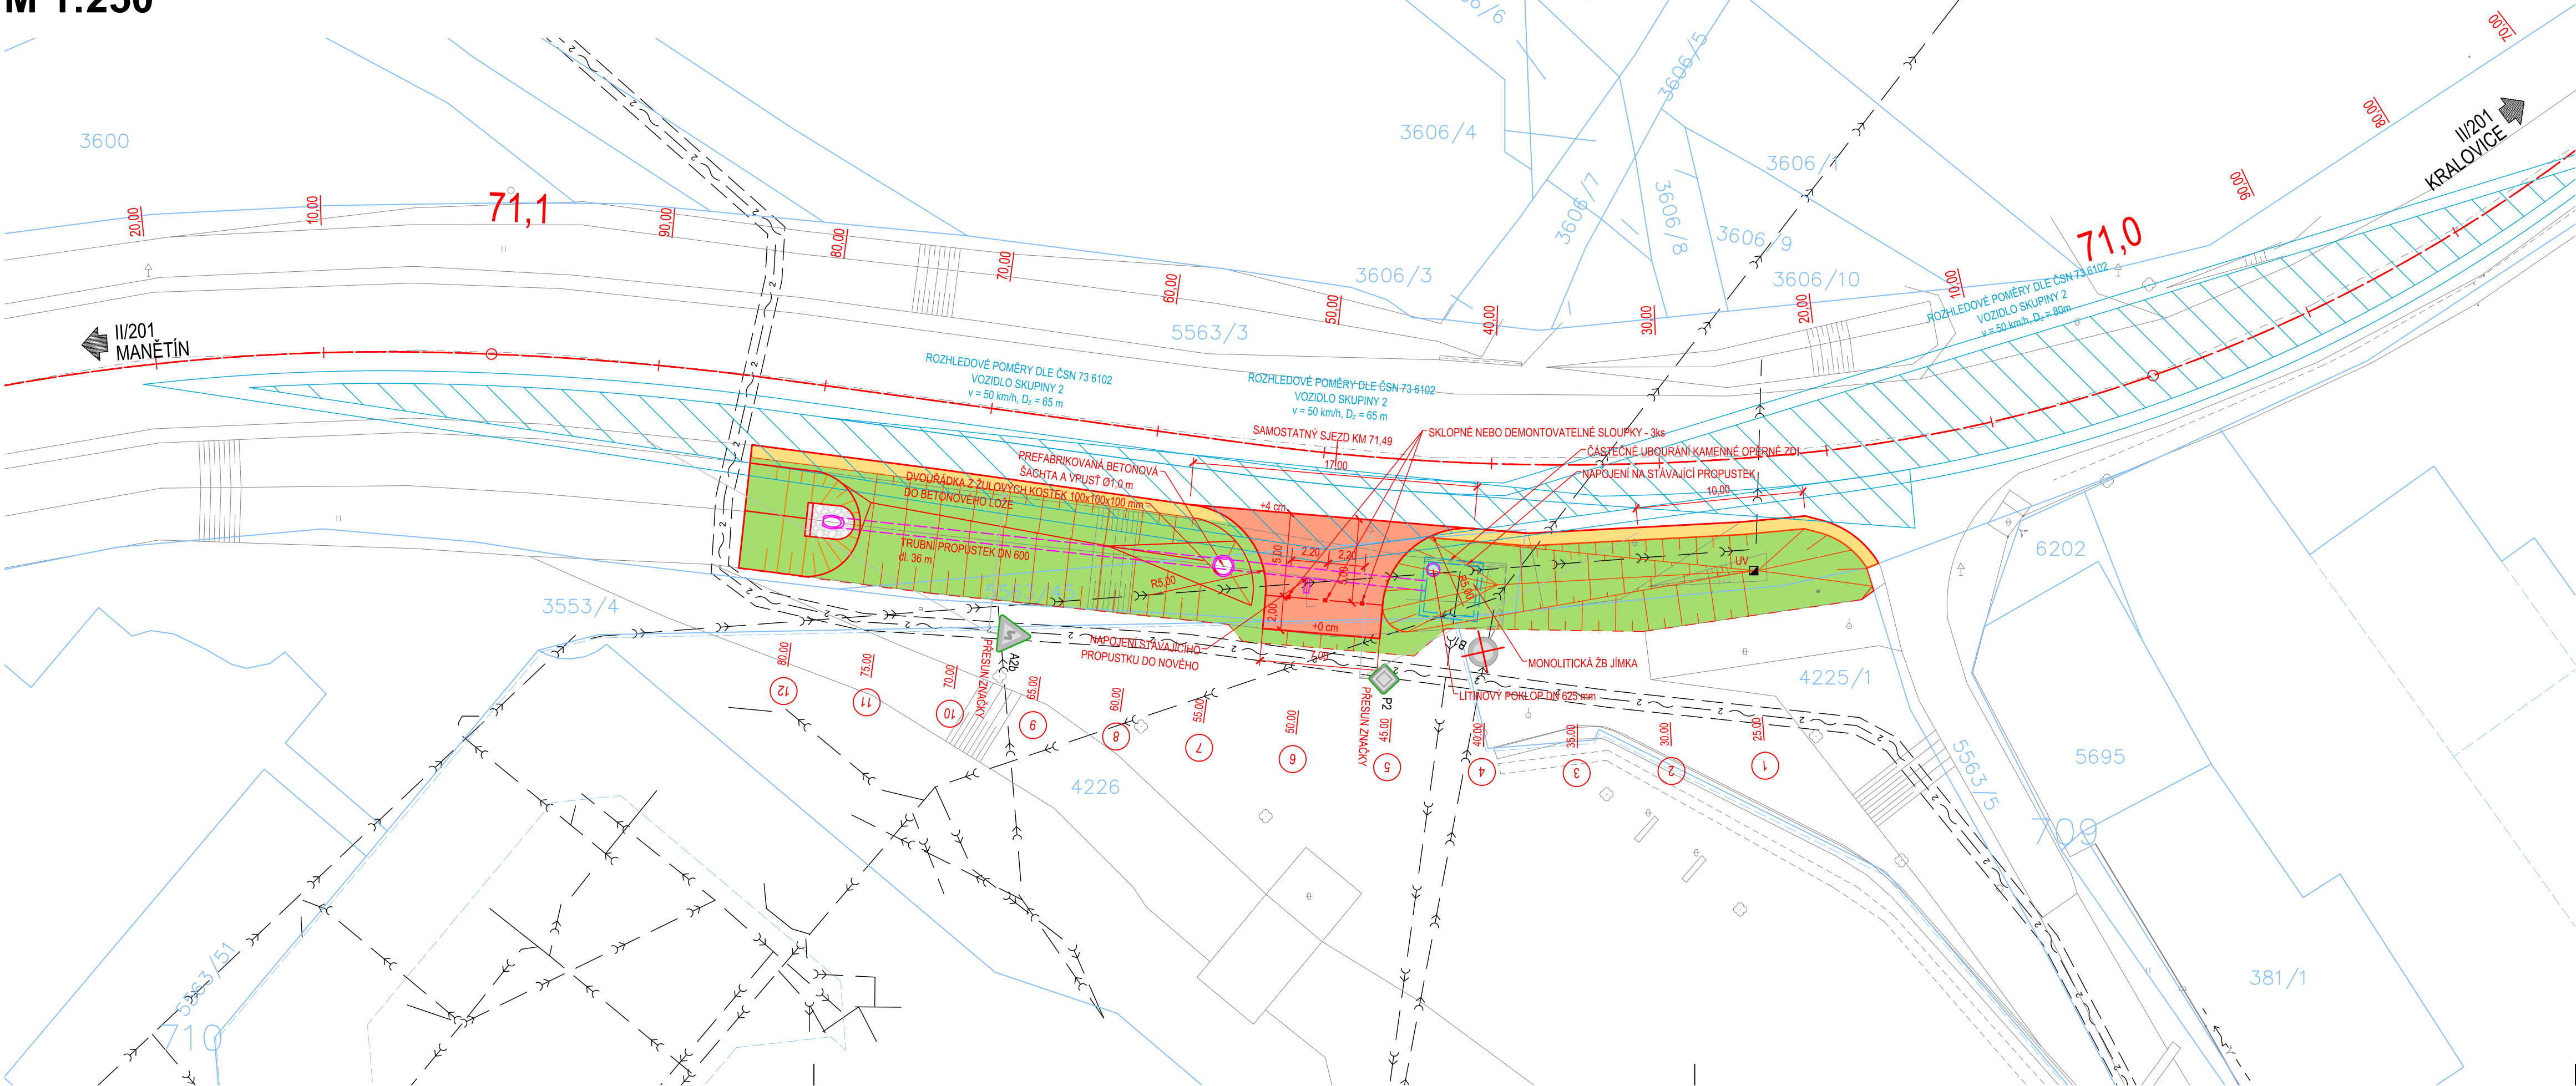 M 1:250
3606/6
3606/5
70,00
3600
3606/4
3606/1
80,00
II/201
KRALOVICE
90,00
20,00
10,00
71,1
90,00
80,00
70,00
60,00
50,00
40,00
30,00
20,00
10,00
71,0
3606/7
3606/8
3606/9
3606/3
3606/10
5563/3
II/201
MANĚTÍN
ROZHLEDOVÉ POMĚRY DLE ČSN 73 6102
VOZIDLO SKUPINY 2
v = 50 km/h, Dz = 80m
ROZHLEDOVÉ POMĚRY DLE ČSN 73 6102
VOZIDLO SKUPINY 2
v = 50 km/h, Dz = 65 m
ROZHLEDOVÉ POMĚRY DLE ČSN 73 6102
VOZIDLO SKUPINY 2
v = 50 km/h, Dz = 65 m
SAMOSTATNÝ SJEZD KM 71,49
SKLOPNÉ NEBO DEMONTOVATELNÉ SLOUPKY - 3ks
ČÁSTEČNÉ UBOURÁNÍ KAMENNÉ OPĚRNÉ ZDI
NAPOJENÍ NA STÁVAJÍCÍ PROPUSTEK
PREFABRIKOVANÁ BETONOVÁ
ŠACHTA A VPUSŤ Ø1,0 m
17,00
10,00
DVOUŘÁDKA Z ŽULOVÝCH KOSTEK 100x100x100 mm
DO BETONOVÉHO LOŽE
+4 cm
TRUBNÍ PROPUSTEK DN 600
dl. 36 m
5,00
2,20
2,20
R5,00
R5,00
UV
5563/45
2,00
+0 cm
7,00
6202
3553/4
NAPOJENÍ STÁVAJÍCÍHO
PROPUSTKU DO NOVÉHO
MONOLITICKÁ ŽB JÍMKA
LITINOVÝ POKLOP DN 625 mm
A2b
PŘESUN ZNAČKY
B1
P2
PŘESUN ZNAČKY
4225/1
80,00
75,00
70,00
65,00
60,00
55,00
50,00
45,00
40,00
35,00
30,00
25,00
12
11
10
9
8
7
6
5
4
3
2
1
4226
5563/5
5695
709
5563/51
710
381/1